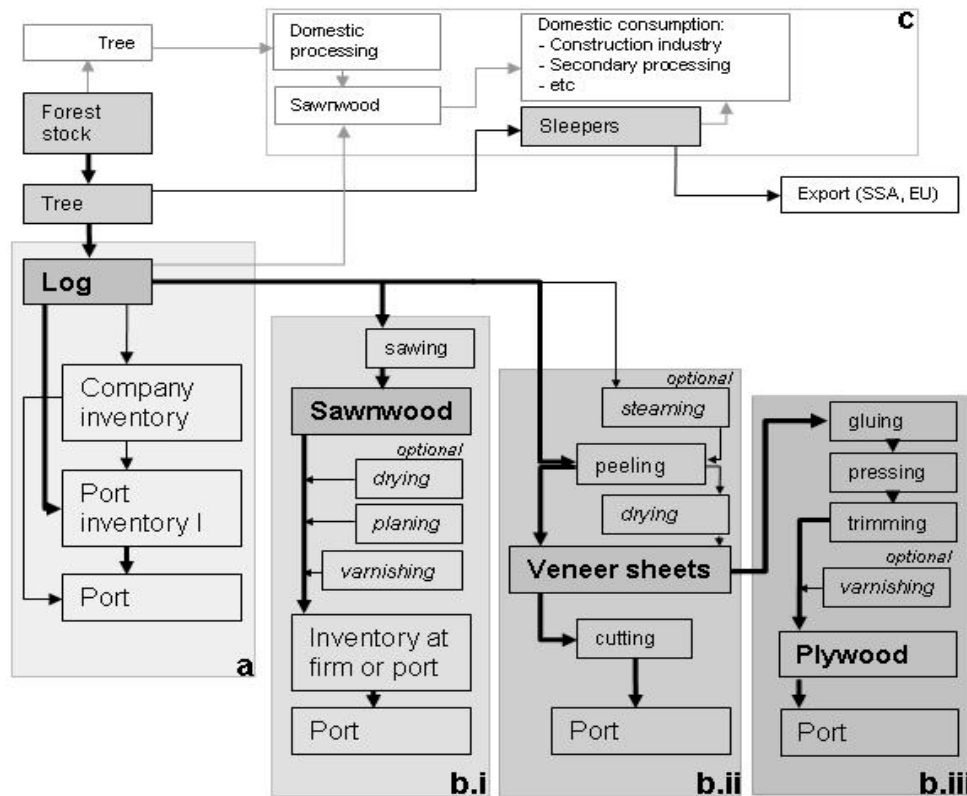 Tree
Domestic
processing
Sawnwood
Domestic consumption:
- Construction industry
- Secondary processing
- etc
c
Sleepers
Forest
stock
Tree
Export (SSA, EU)
Log
Company
inventory
Port
inventory I
Port
a
sawing
Sawnwood
optional
drying
planing
varnishing
Inventory at
firm or port
Port
b.i
optional
steaming
peeling
drying
Veneer sheets
cutting
Port
b.ii
gluing
pressing
trimming
optional
varnishing
Plywood
Port
b.iii